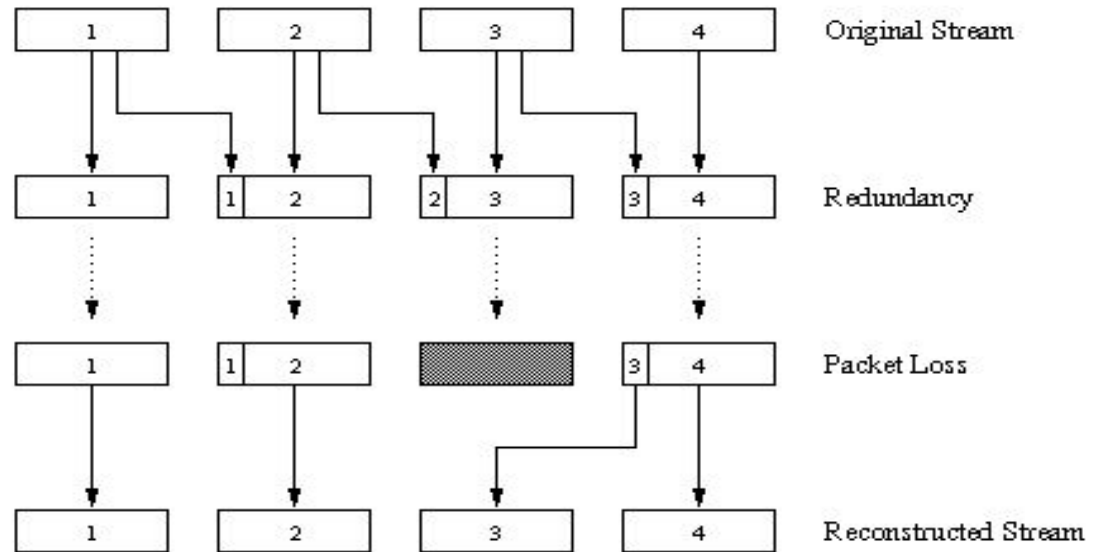 1 2 3 4 Original Stream
1 1 2 2 3 3 4 Redundancy
1 1 2 3 4 Packet Loss
1 2 3 4 Reconstructed Stream